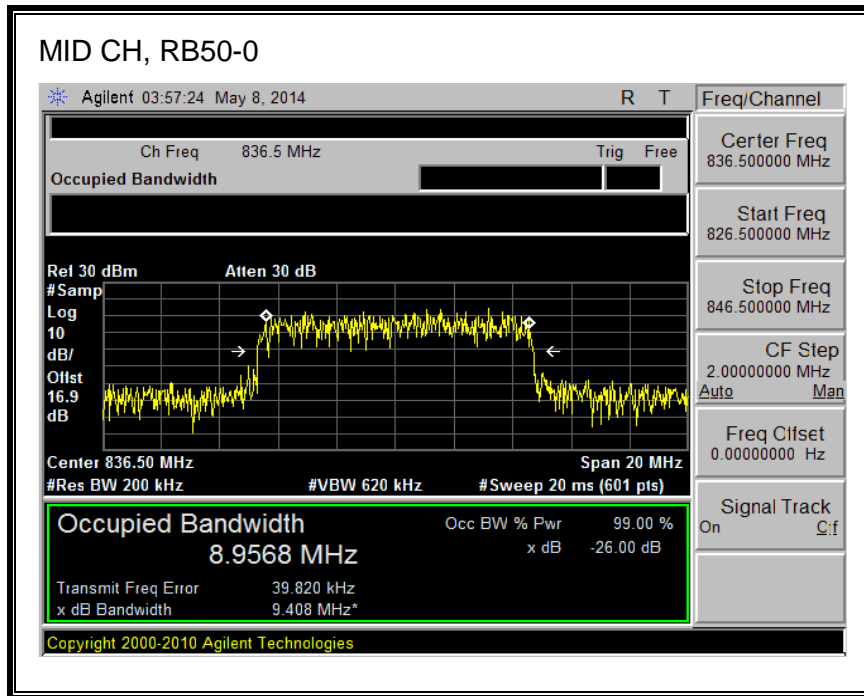 MID CH, RB50-0
Agilent 03:57:24 May 8, 2014 R T
Freq/Channel
Ch Freq 836.5 MHz Trig Free
Occupied Bandwidth
Center Freq
836.500000 MHz
Start Freq
826.500000 MHz
Stop Freq
846.500000 MHz
CF Step
2.00000000 MHz
Auto Man
Freq Offset
0.00000000 Hz
Signal Track
On Off
Ref 30 dBm Atten 30 dB
#Samp
Log
10
dB/
Offst
16.9
dB
Center 836.50 MHz Span 20 MHz
#Res BW 200 kHz #VBW 620 kHz #Sweep 20 ms (601 pts)
Occupied Bandwidth
8.9568 MHz
Occ BW % Pwr 99.00 %
x dB -26.00 dB
Transmit Freq Error 39.820 kHz
x dB Bandwidth 9.408 MHz*
Copyright 2000-2010 Agilent Technologies